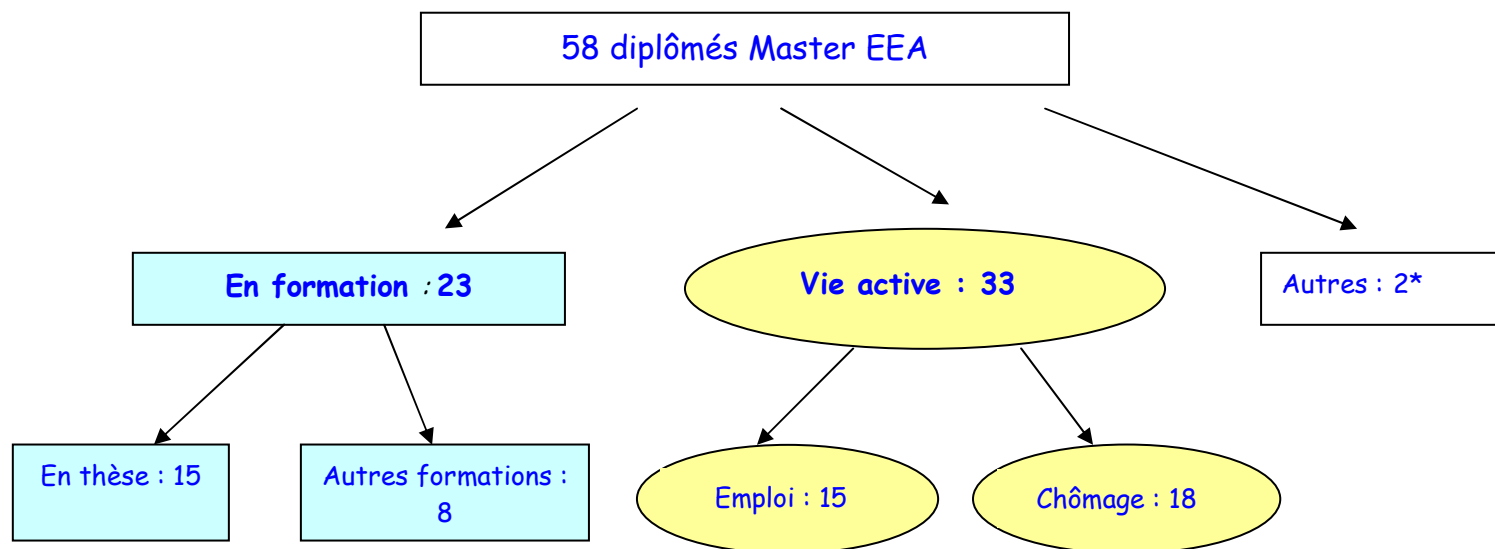 58 diplômés Master EEA
En formation : 23
Vie active : 33
Autres : 2*
En thèse : 15
Autres formations :
8
Emploi : 15
Chômage : 18